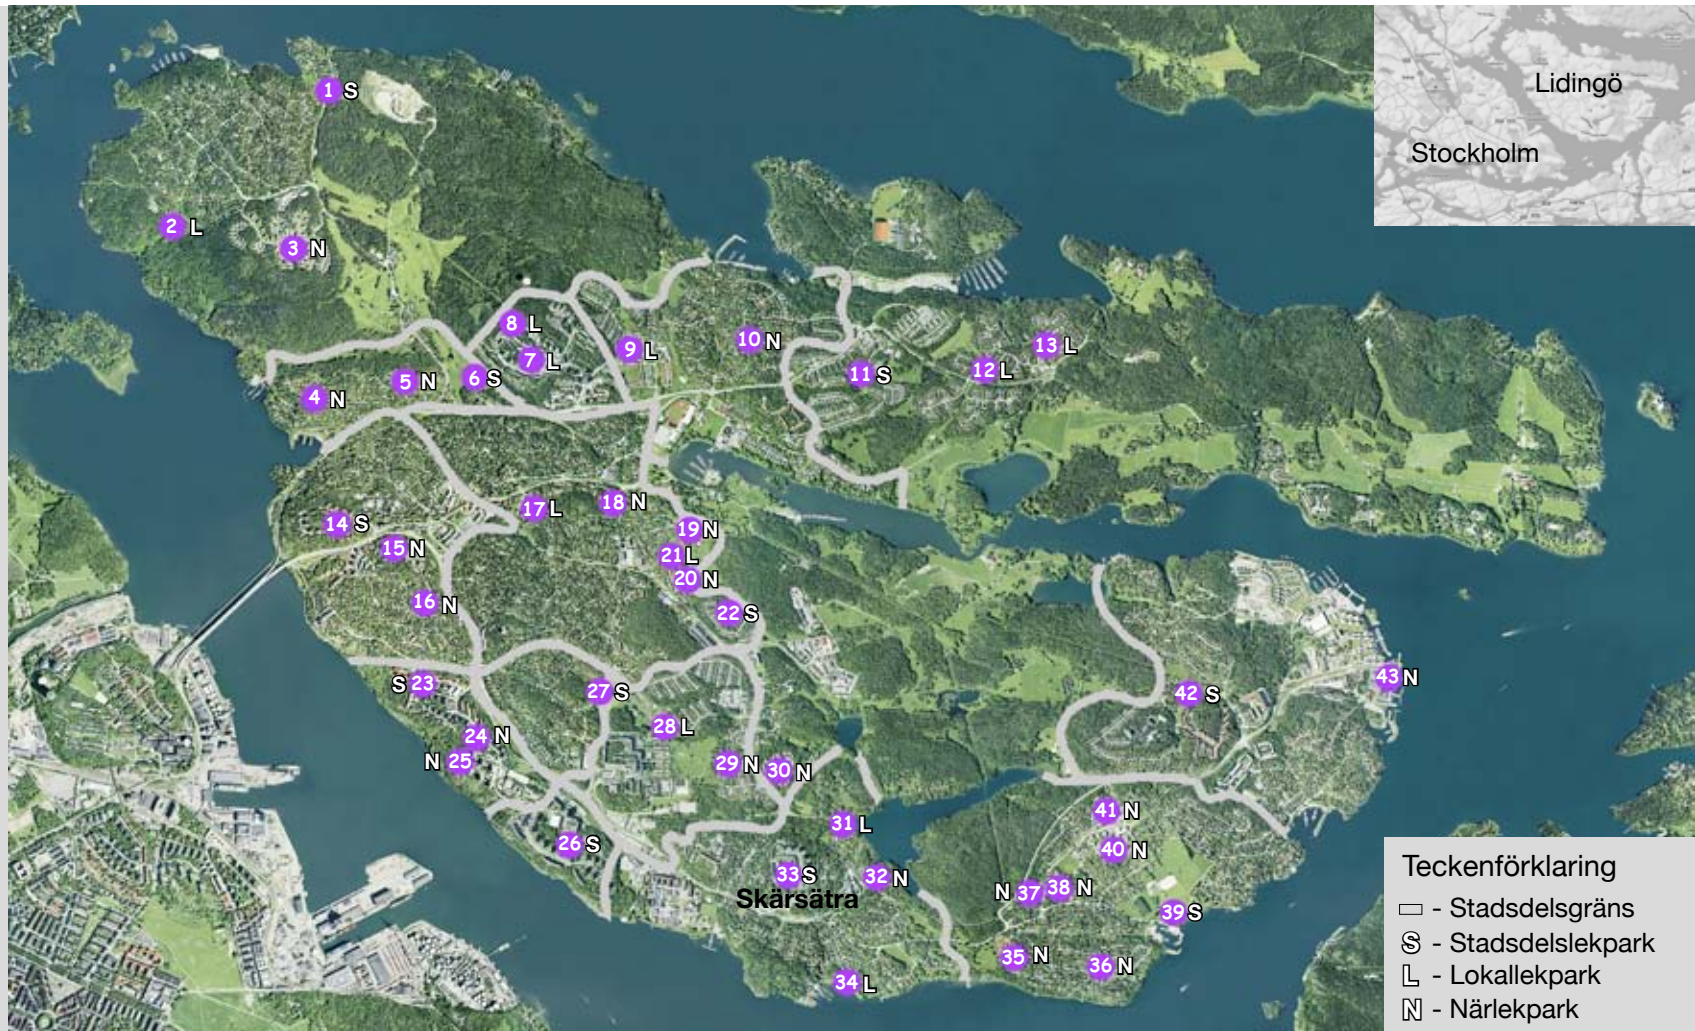 Lidingö
Stockholm
1 S
2 L
3 N
8 L
10 N
9 L
13 L
7 L
12 L
11 S
6 S
5 N
4 N
18 N
17 L
14 S
19 N
15 N
21 L
20 N
16 N
22 S
43 N
S 23
27 S
42 S
28 L
24 N
N 25
29 N
30 N
41 N
31 L
26 S
40 N
33 S
32 N
Skärsätra
N 37
38 N
39 S
35 N
36 N
34 L
Teckenförklaring
- Stadsdelsgräns
S - Stadsdelslekpark
L - Lokallekpark
N - Närlekpark